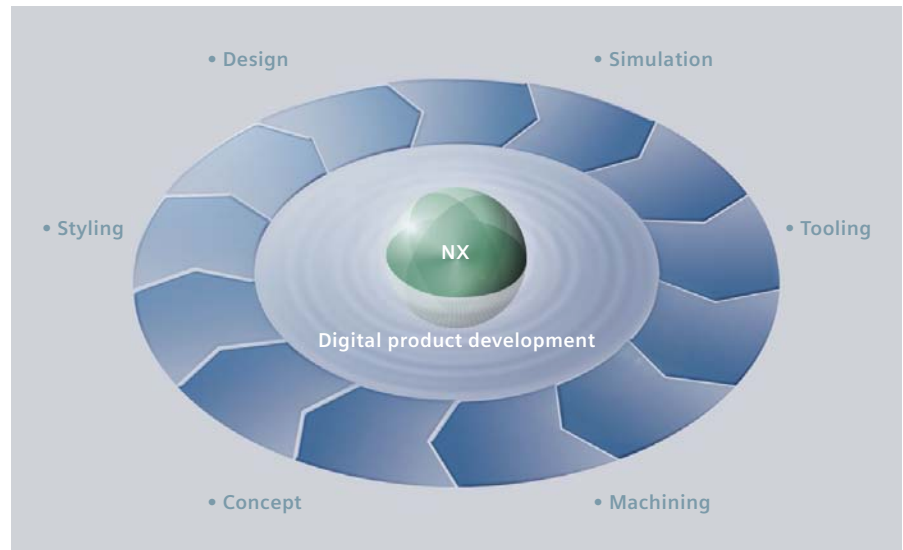 • Design
• Simulation
• Styling
• Tooling
NX
Digital product development
• Concept
• Machining